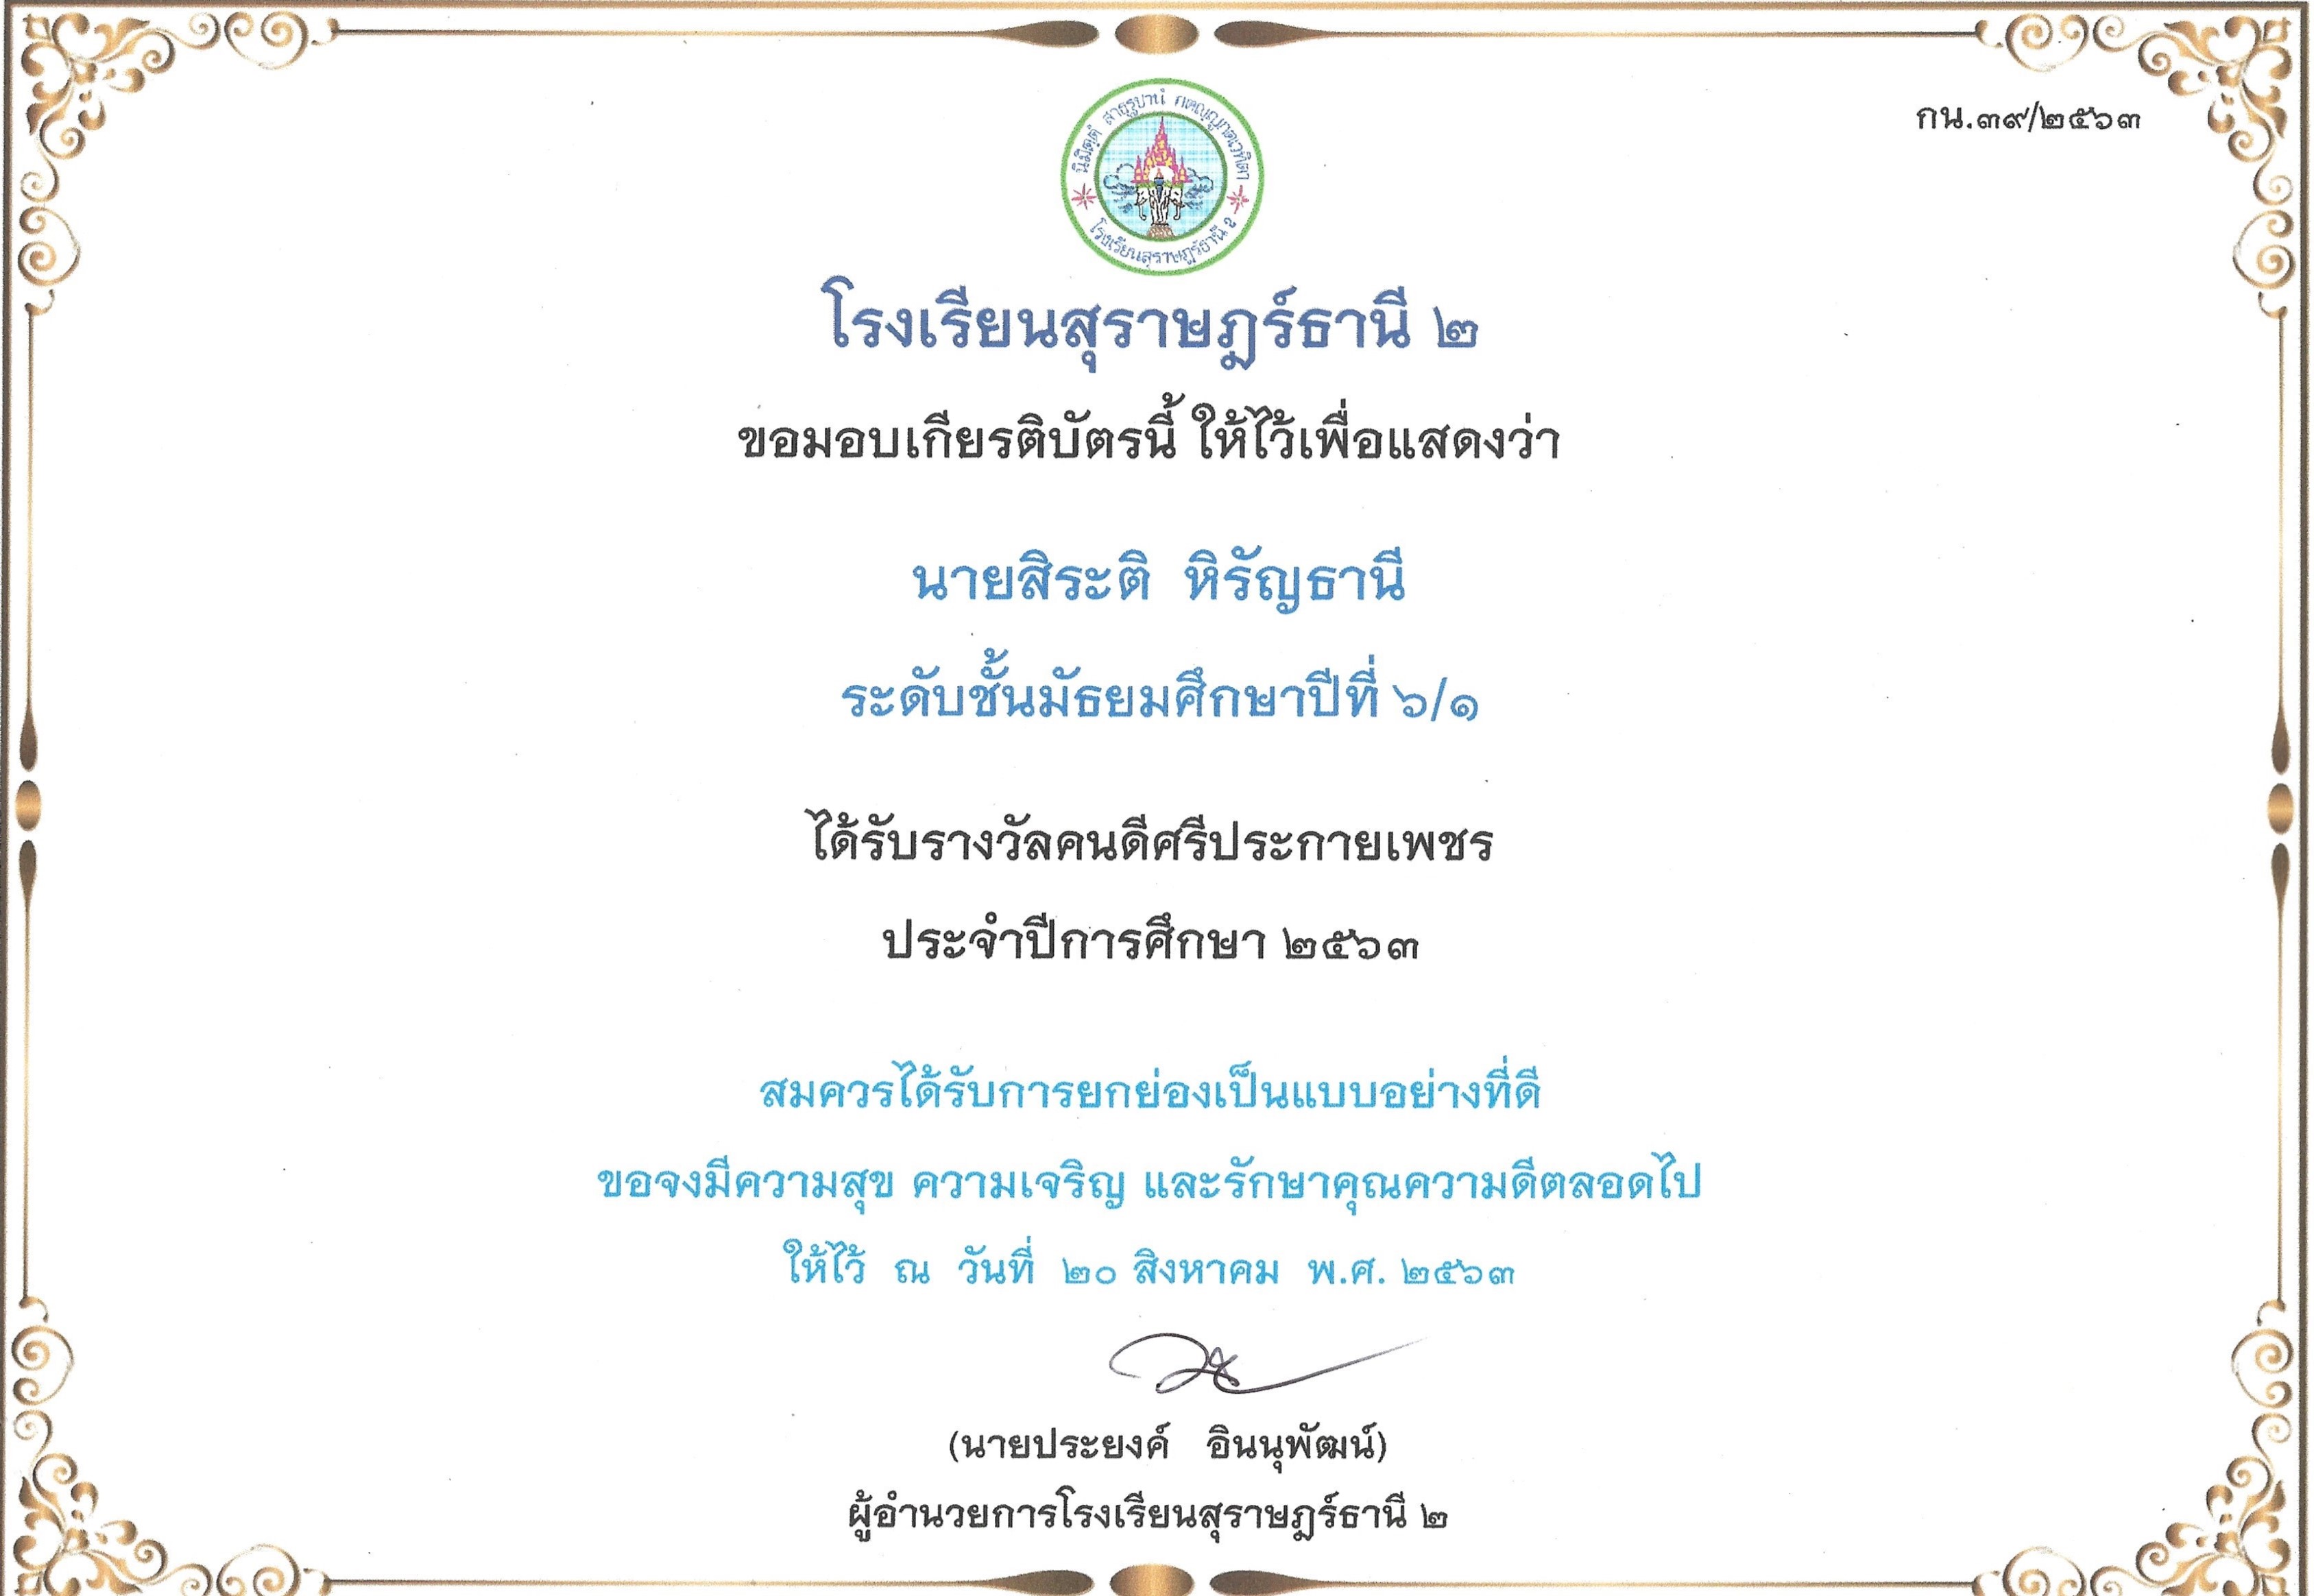 กน.๓๙/๒๕๖๓
นิมิตฺตํ สาธุรูปานํ กตญฺญูกตเวทิตา
โรงเรียนสุราษฎร์ธานี 2
โรงเรียนสุราษฎร์ธานี ๒
ขอมอบเกียรติบัตรนี้ ให้ไว้เพื่อแสดงว่า
นายสิระติ หิรัญธานี
ระดับชั้นมัธยมศึกษาปีที่ ๖/๑
ได้รับรางวัลคนดีศรีประกายเพชร
ประจำปีการศึกษา ๒๕๖๓
สมควรได้รับการยกย่องเป็นแบบอย่างที่ดี
ขอจงมีความสุข ความเจริญ และรักษาคุณความดีตลอดไป
ให้ไว้ ณ วันที่ ๒๐ สิงหาคม พ.ศ. ๒๕๖๓
(นายประยงค์ อินนุพัฒน์)
ผู้อำนวยการโรงเรียนสุราษฎร์ธานี ๒